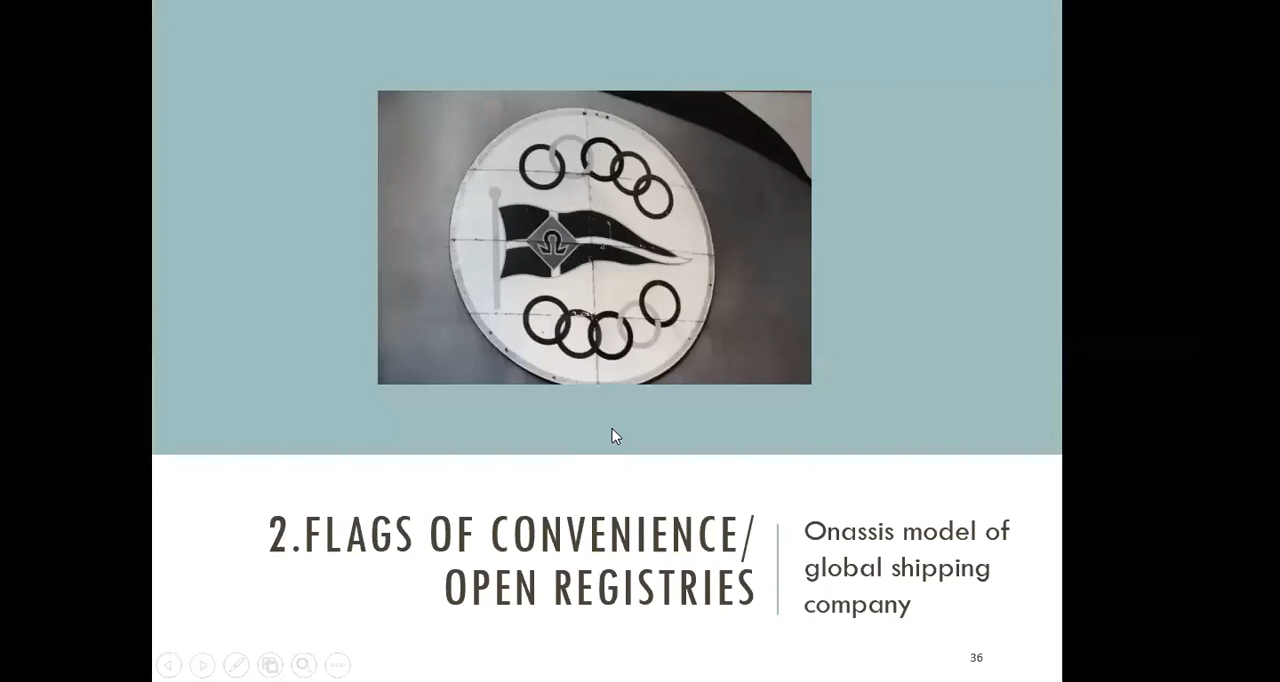 Ω
2.FLAGS OF CONVENIENCE/
OPEN REGISTRIES
Onassis model of
global shipping
company
36